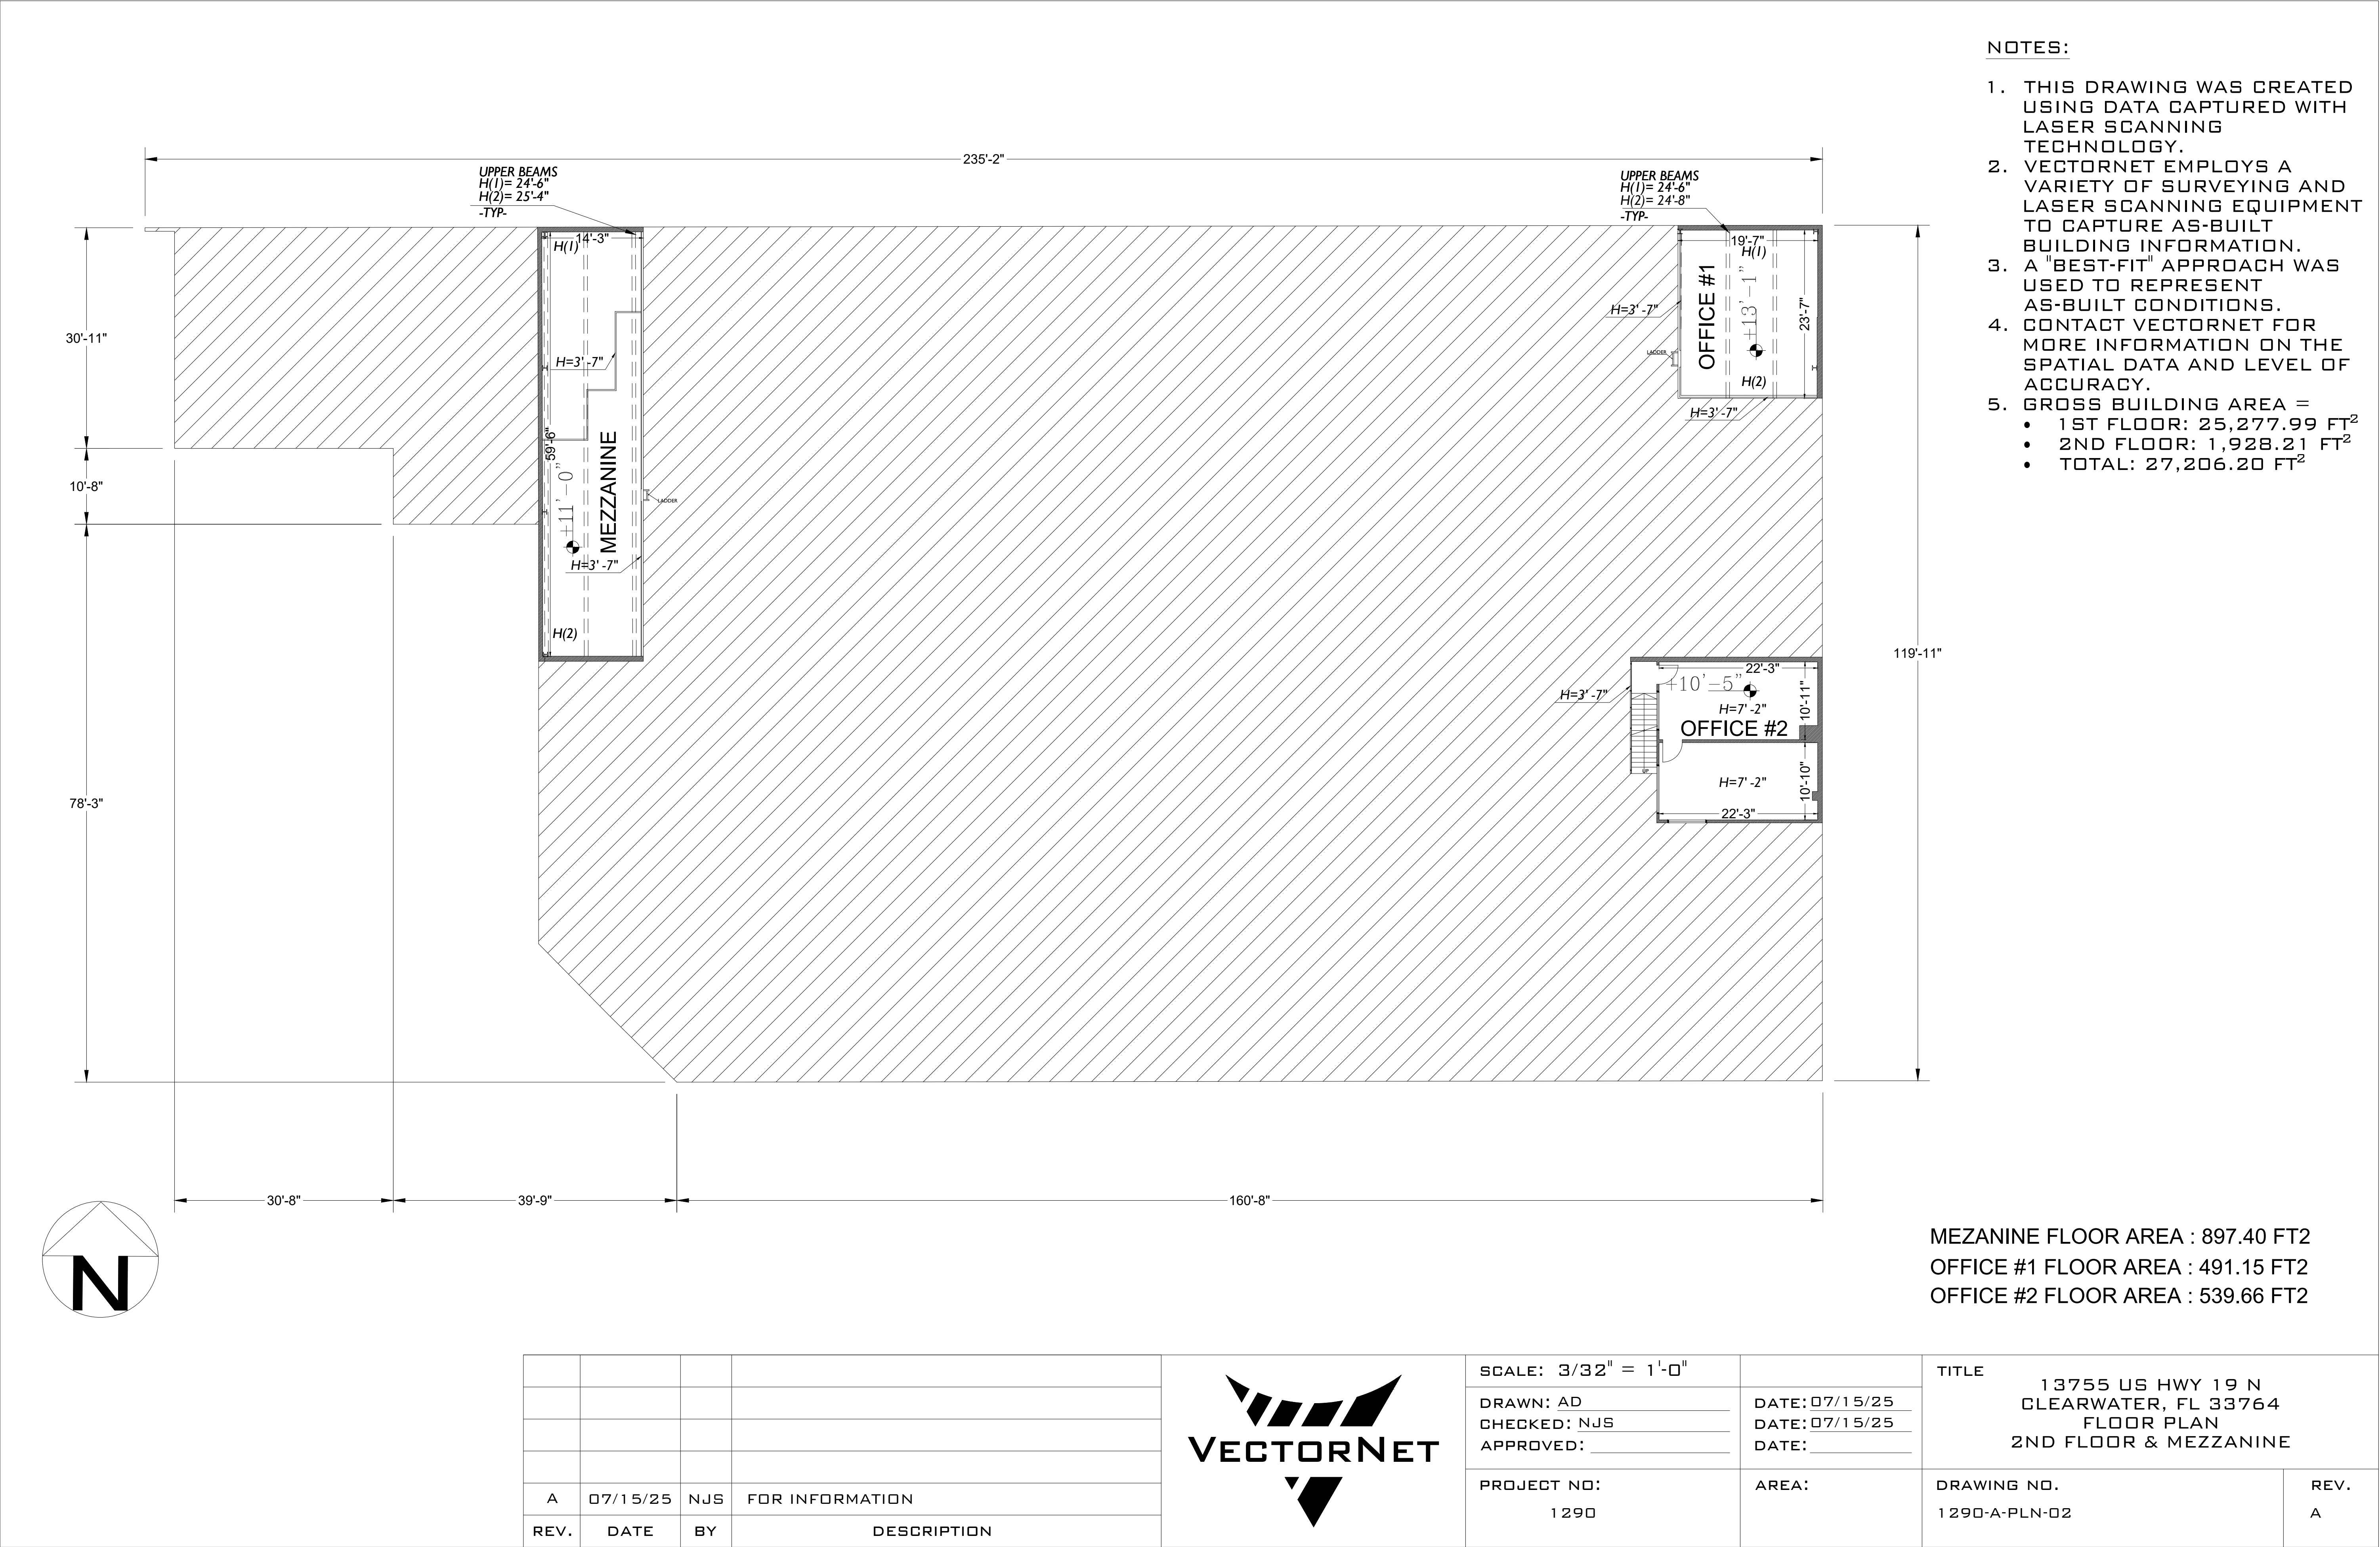 NOTES:
1. THIS DRAWING WAS CREATED
USING DATA CAPTURED WITH
LASER SCANNING
TECHNOLOGY.
2. VECTORNET EMPLOYS A
VARIETY OF SURVEYING AND
LASER SCANNING EQUIPMENT
TO CAPTURE AS-BUILT
BUILDING INFORMATION.
3. A "BEST-FIT" APPROACH WAS
USED TO REPRESENT
AS-BUILT CONDITIONS.
4. CONTACT VECTORNET FOR
MORE INFORMATION ON THE
SPATIAL DATA AND LEVEL OF
ACCURACY.
5. GROSS BUILDING AREA =
• 1ST FLOOR: 25,277.99 FT²
• 2ND FLOOR: 1,928.21 FT²
• TOTAL: 27,206.20 FT²
235'-2"
UPPER BEAMS
H(1)= 24'-6"
H(2)= 25'-4"
-TYP-
UPPER BEAMS
H(1)= 24'-6"
H(2)= 24'-8"
-TYP-
14'-3"
H(1)
H=3'-7"
59'-6"
+11'-0"
MEZZANINE
LADDER
H=3'-7"
H(2)
19'-7"
H(1)
OFFICE #1
+13'-1"
23'-7"
H=3'-7"
LADDER
H(2)
H=3'-7"
30'-11"
10'-8"
78'-3"
119'-11"
22'-3"
+10'-5"
H=3'-7"
H=7'-2"
10'-11"
OFFICE #2
UP
H=7'-2"
10'-10"
22'-3"
30'-8"
39'-9"
160'-8"
N
MEZANINE FLOOR AREA : 897.40 FT2
OFFICE #1 FLOOR AREA : 491.15 FT2
OFFICE #2 FLOOR AREA : 539.66 FT2
A 07/15/25 NJS FOR INFORMATION
REV. DATE BY DESCRIPTION
VECTORNET
SCALE: 3/32" = 1'-0"
DRAWN: AD DATE: 07/15/25
CHECKED: NJS DATE: 07/15/25
APPROVED: DATE:
PROJECT NO: AREA:
1290
TITLE
13755 US HWY 19 N
CLEARWATER, FL 33764
FLOOR PLAN
2ND FLOOR & MEZZANINE
DRAWING NO. REV.
1290-A-PLN-02 A